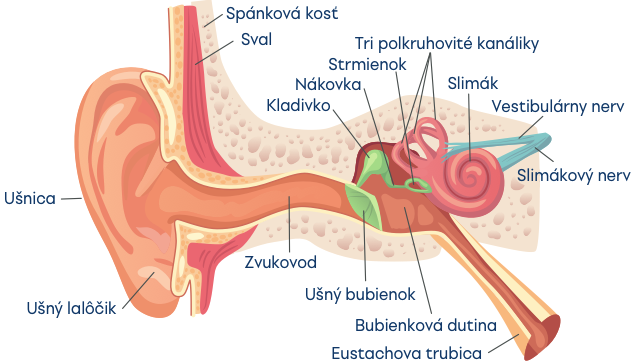 Spánková kosť
Sval
Tri polkruhovité kanáliky
Strmienok
Nákovka
Slimák
Kladivko
Vestibulárny nerv
Slimákový nerv
Ušnica
Zvukovod
Ušný bubienok
Ušný lalôčik
Bubienková dutina
Eustachova trubica